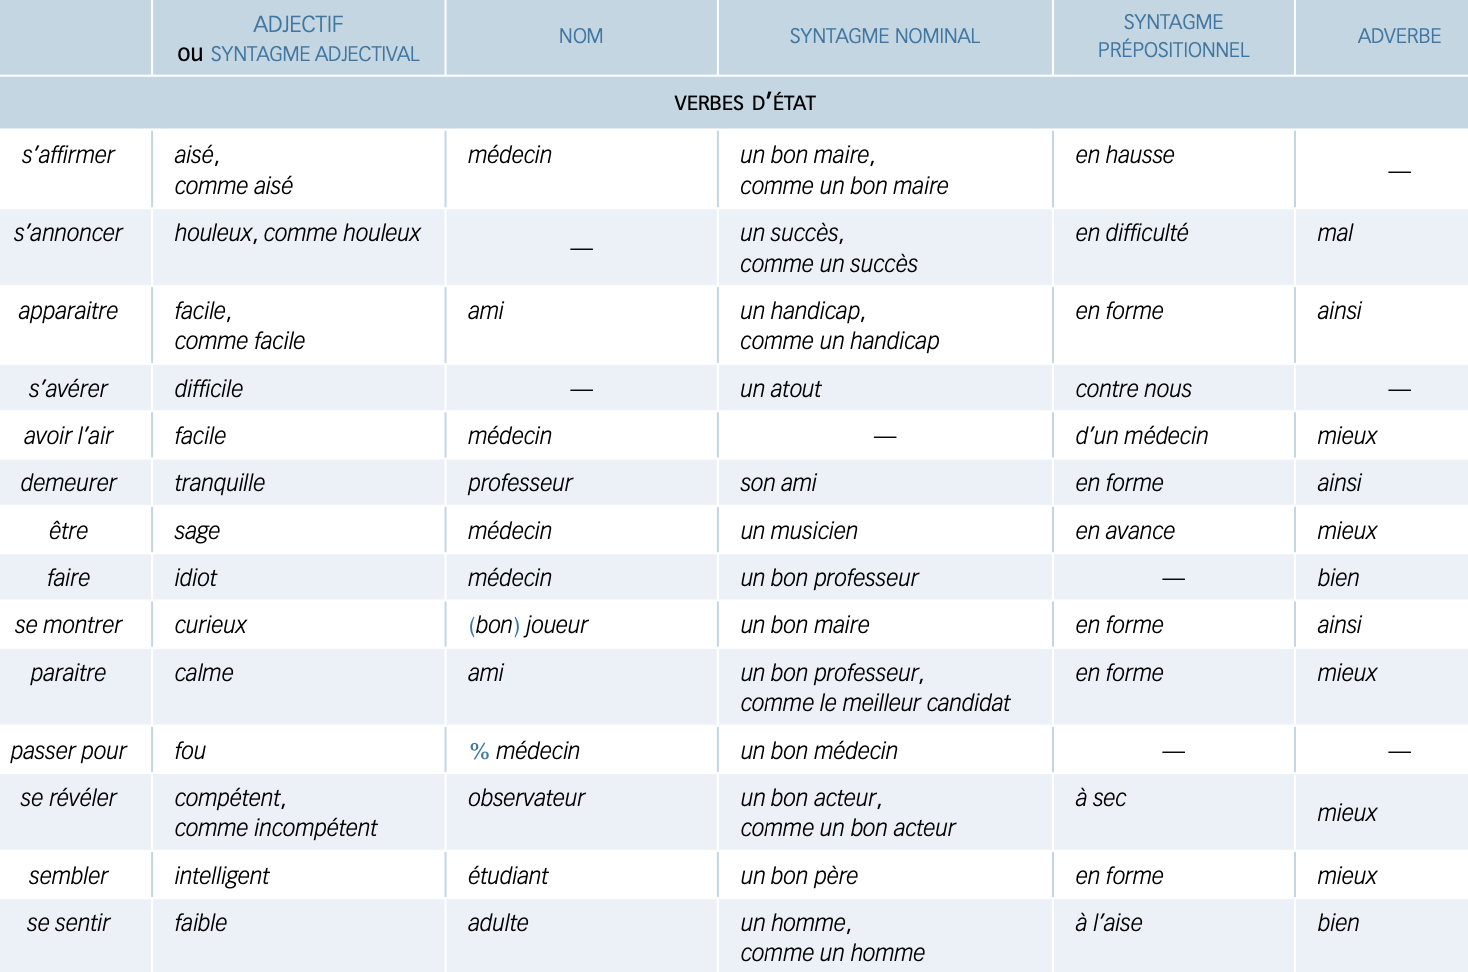 ADJECTIF
ou SYNTAGME ADJECTIVAL
NOM
SYNTAGME NOMINAL
SYNTAGME
PRÉPOSITIONNEL
ADVERBE
VERBES D’ÉTAT
s’affirmer
aisé,
comme aisé
médecin
un bon maire,
comme un bon maire
en hausse
—
s’annoncer
houleux, comme houleux
—
un succès,
comme un succès
en difficulté
mal
apparaitre
facile,
comme facile
ami
un handicap,
comme un handicap
en forme
ainsi
s’avérer
difficile
—
un atout
contre nous
—
avoir l’air
facile
médecin
—
d’un médecin
mieux
demeurer
tranquille
professeur
son ami
en forme
ainsi
être
sage
médecin
un musicien
en avance
mieux
faire
idiot
médecin
un bon professeur
—
bien
se montrer
curieux
(bon) joueur
un bon maire
en forme
ainsi
paraitre
calme
ami
un bon professeur,
comme le meilleur candidat
en forme
mieux
passer pour
fou
% médecin
un bon médecin
—
—
se révéler
compétent,
comme incompétent
observateur
un bon acteur,
comme un bon acteur
à sec
mieux
sembler
intelligent
étudiant
un bon père
en forme
mieux
se sentir
faible
adulte
un homme,
comme un homme
à l’aise
bien